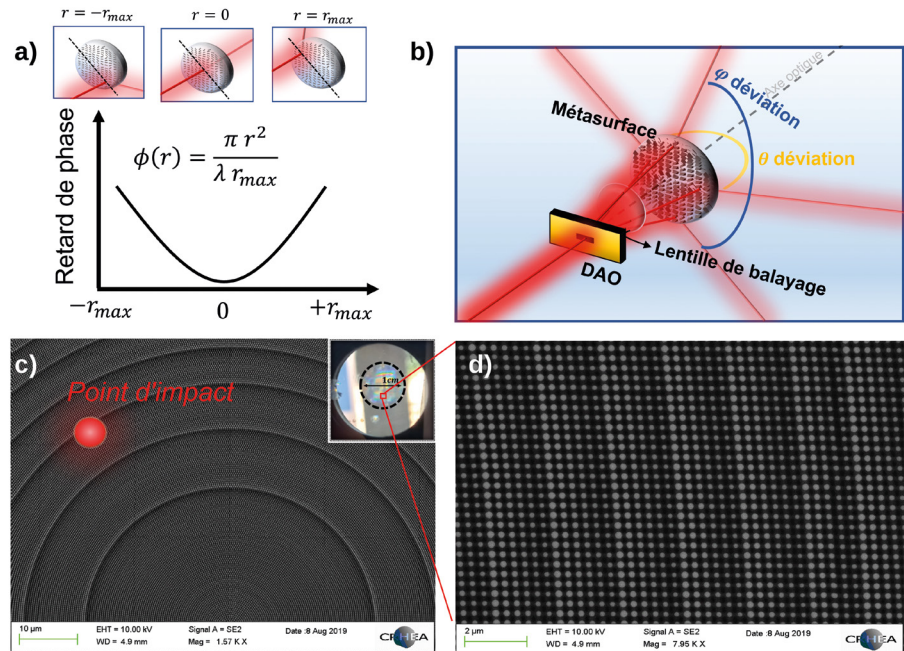 r = −r_max
r = 0
r = r_max
a)
Retard de phase
ϕ(r) = π r² / λ r_max
−r_max
0
+r_max
b)
Axe optique
φ déviation
Métasurface
θ déviation
Lentille de balayage
DAO
c)
Point d'impact
1cm
10 µm
EHT = 10.00 kV
WD = 4.9 mm
Signal A = SE2
Mag = 1.57 K X
Date :8 Aug 2019
CRHEA
d)
2 µm
EHT = 10.00 kV
WD = 4.9 mm
Signal A = SE2
Mag = 7.95 K X
Date :8 Aug 2019
CRHEA